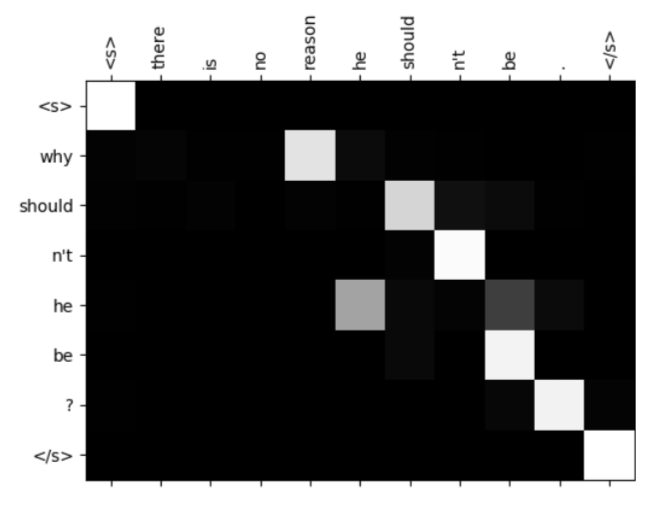 <s> there is no reason he should n't be . </s>
<s>
why
should
n't
he
be
?
</s>